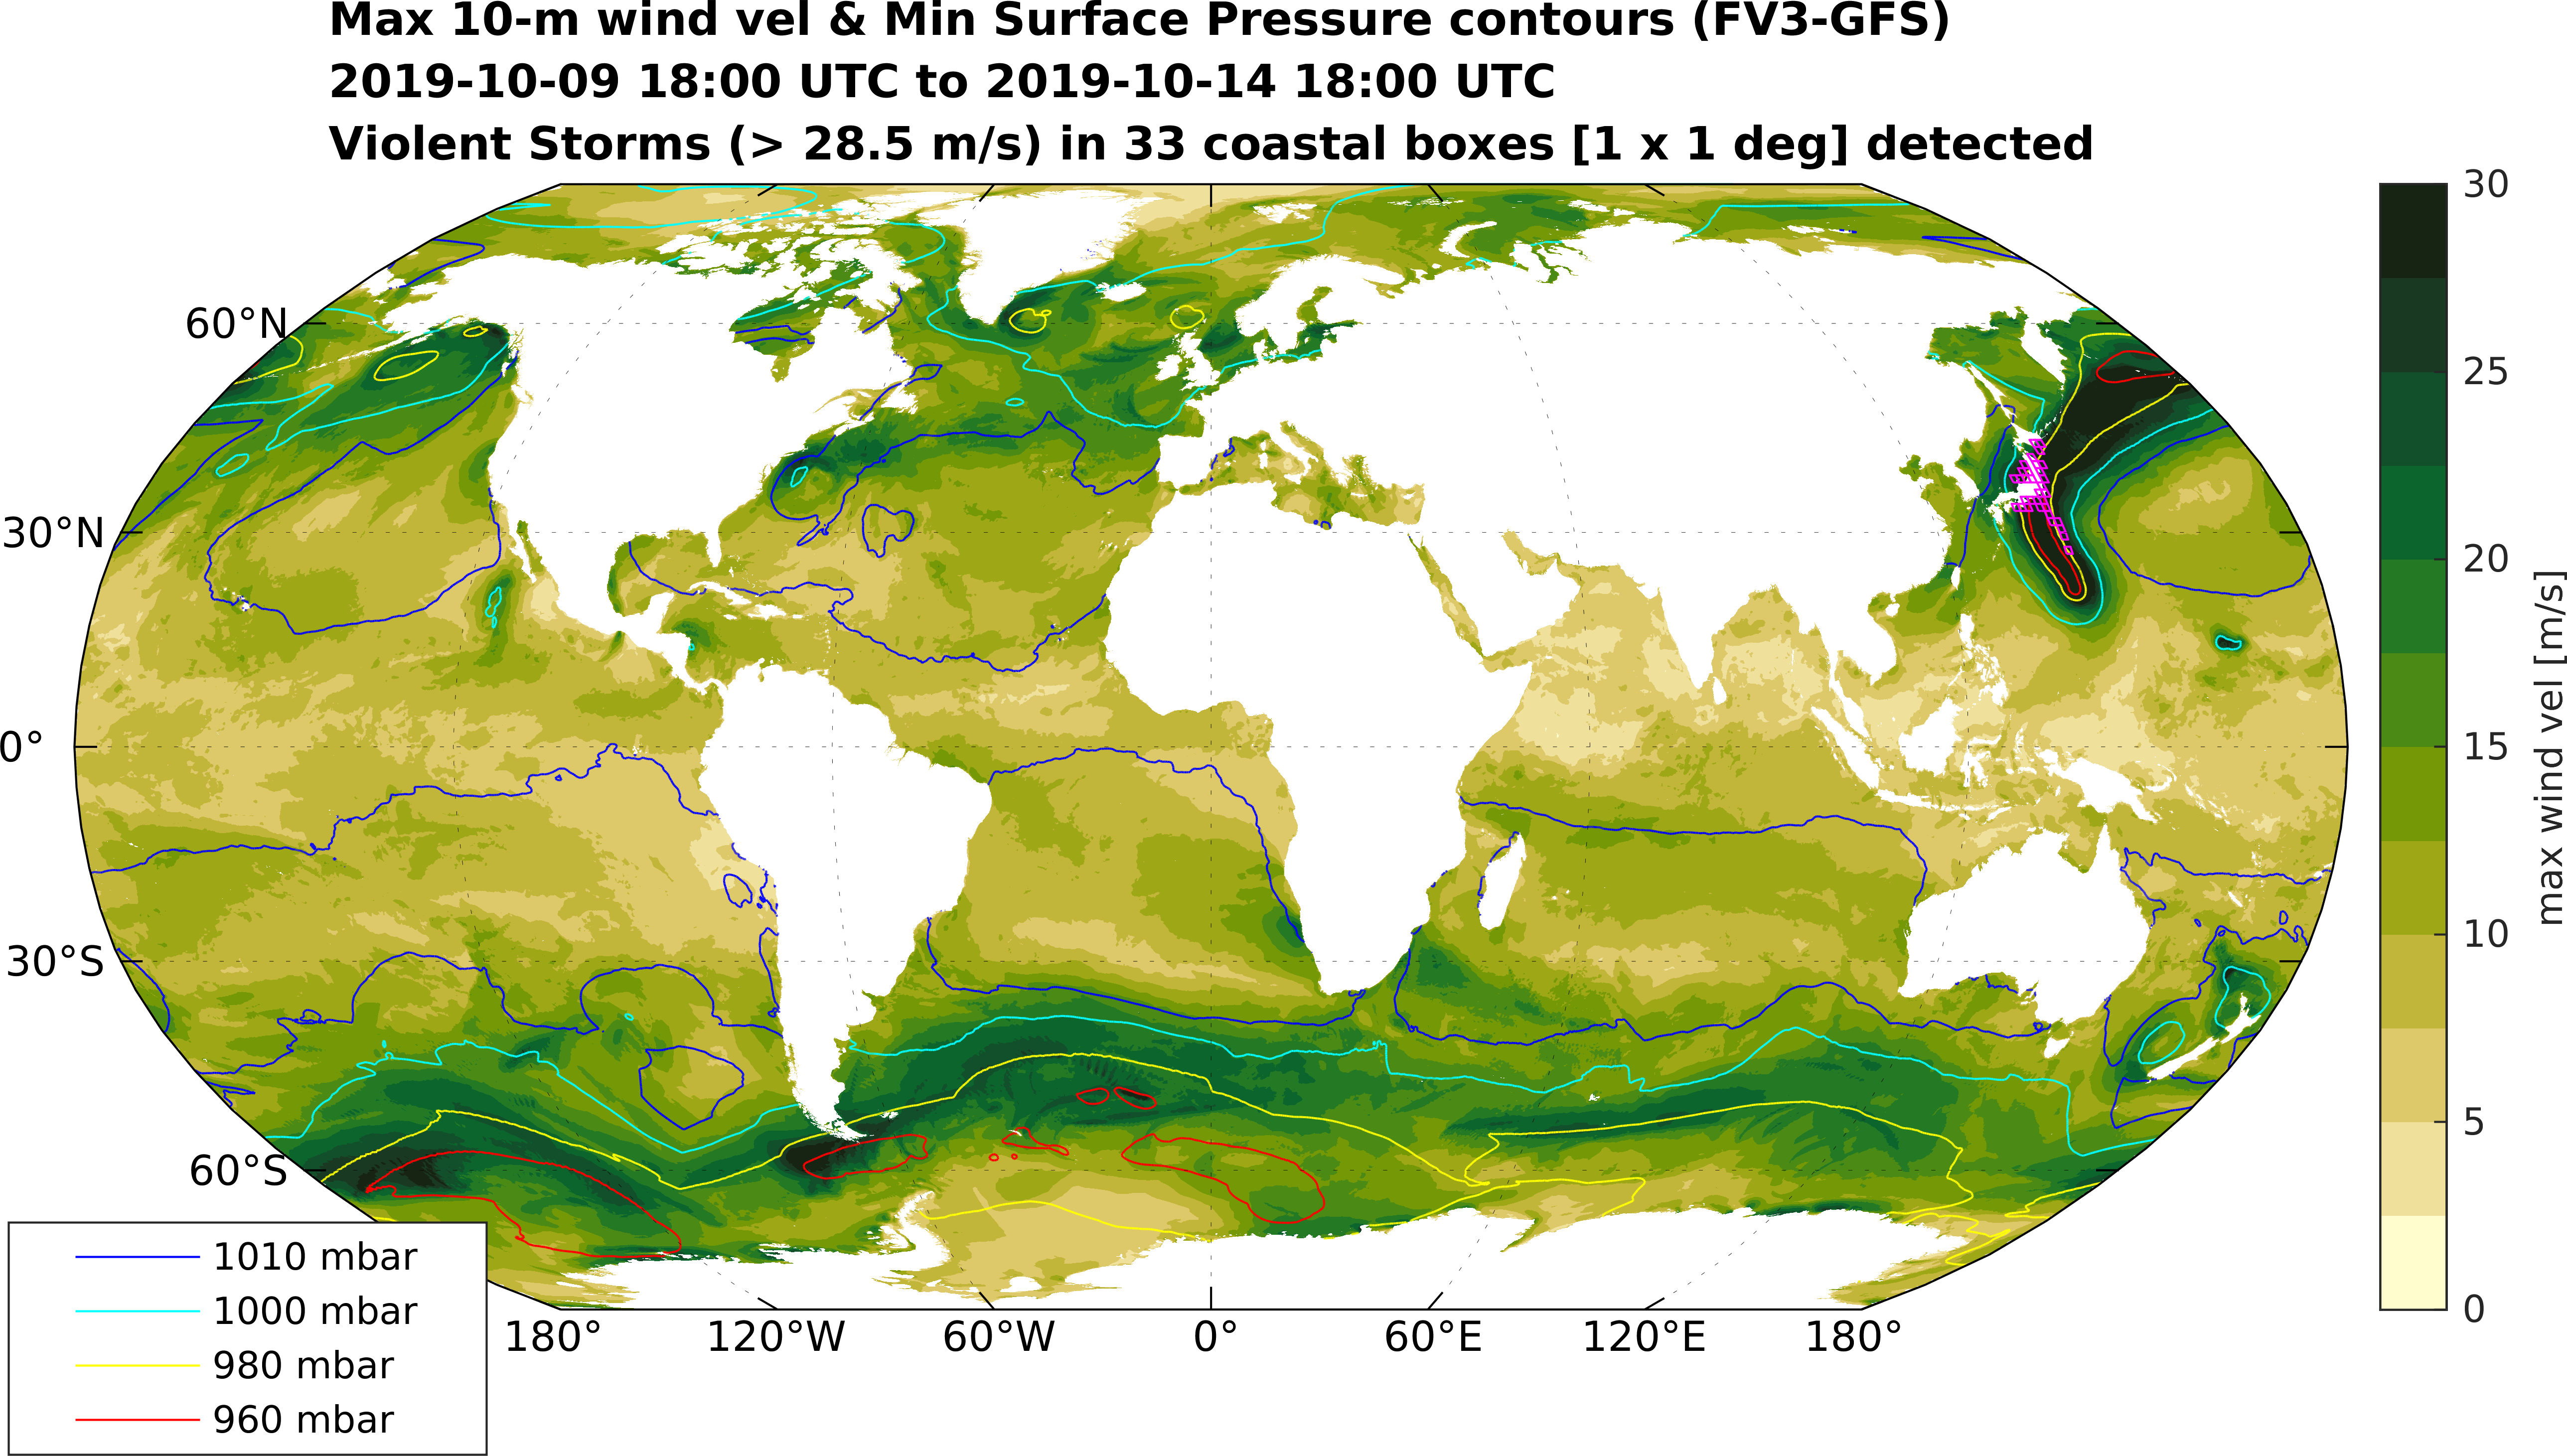 Max 10-m wind vel & Min Surface Pressure contours (FV3-GFS)
2019-10-09 18:00 UTC to 2019-10-14 18:00 UTC
Violent Storms (> 28.5 m/s) in 33 coastal boxes [1 x 1 deg] detected
60°N
30°N
0°
30°S
60°S
180°
120°W
60°W
0°
60°E
120°E
180°
1010 mbar
1000 mbar
980 mbar
960 mbar
30
25
20
15
10
5
0
max wind vel [m/s]